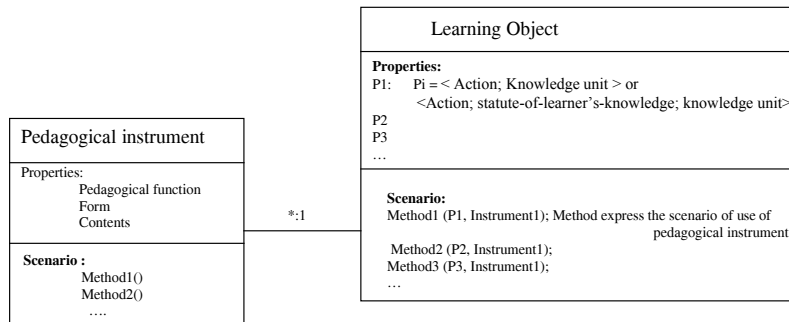 Learning Object
Properties:
P1: Pi = < Action; Knowledge unit > or
<Action; statute-of-learner’s-knowledge; knowledge unit>
P2
P3
…
Scenario:
Method1 (P1, Instrument1); Method express the scenario of use of
pedagogical instrument
Method2 (P2, Instrument1);
Method3 (P3, Instrument1);
…
Pedagogical instrument
Properties:
Pedagogical function
Form
Contents
Scenario :
Method1()
Method2()
….
*:1